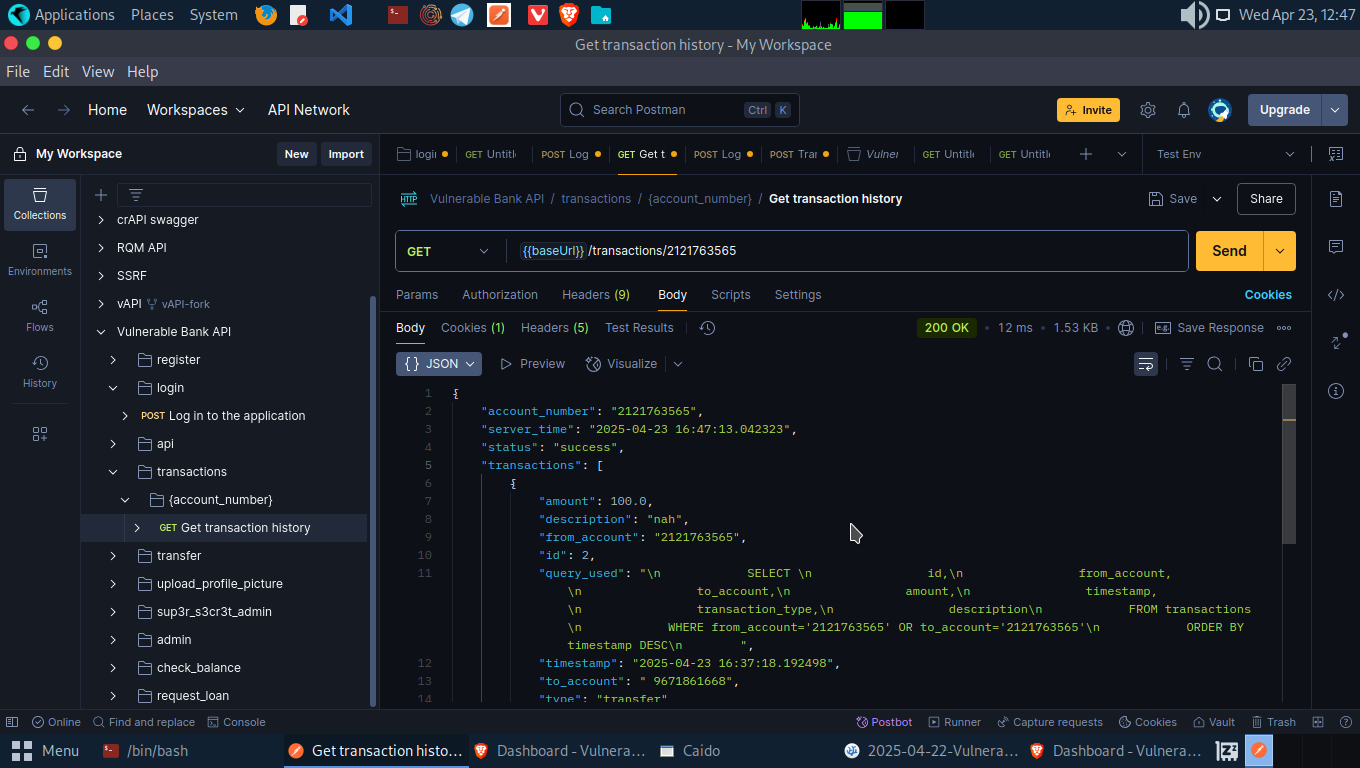 Applications Places System Wed Apr 23, 12:47
Get transaction history - My Workspace
File Edit View Help
Home Workspaces API Network Search Postman Ctrl K Invite Upgrade
My Workspace New Import login GET Untitl POST Log GET Get t POST Log POST Trar Vulner GET Untitl GET Untitl Test Env
Collections
Environments
Flows
History
crAPI swagger
RQM API
SSRF
vAPI vAPI-fork
Vulnerable Bank API
register
login
POST Log in to the application
api
transactions
{account_number}
GET Get transaction history
transfer
upload_profile_picture
sup3r_s3cr3t_admin
admin
check_balance
request_loan
HTTP Vulnerable Bank API / transactions / {account_number} / Get transaction history Save Share
GET {{baseUrl}} /transactions/2121763565 Send
Params Authorization Headers (9) Body Scripts Settings Cookies
Body Cookies (1) Headers (5) Test Results 200 OK • 12 ms • 1.53 KB • e.g. Save Response
{ } JSON Preview Visualize
1 {
2 "account_number": "2121763565",
3 "server_time": "2025-04-23 16:47:13.042323",
4 "status": "success",
5 "transactions": [
6 {
7 "amount": 100.0,
8 "description": "nah",
9 "from_account": "2121763565",
10 "id": 2,
11 "query_used": "\n SELECT \n id,\n from_account,
\n to_account,\n amount,\n timestamp,
\n transaction_type,\n description\n FROM transactions
\n WHERE from_account='2121763565' OR to_account='2121763565'\n ORDER BY
timestamp DESC\n ",
12 "timestamp": "2025-04-23 16:37:18.192498",
13 "to_account": " 9671861668",
14 "type": "transfer"
Online Find and replace Console Postbot Runner Capture requests Cookies Vault Trash
Menu /bin/bash Get transaction histo... Dashboard - Vulnera... Caido 2025-04-22-Vulnera... Dashboard - Vulnera...